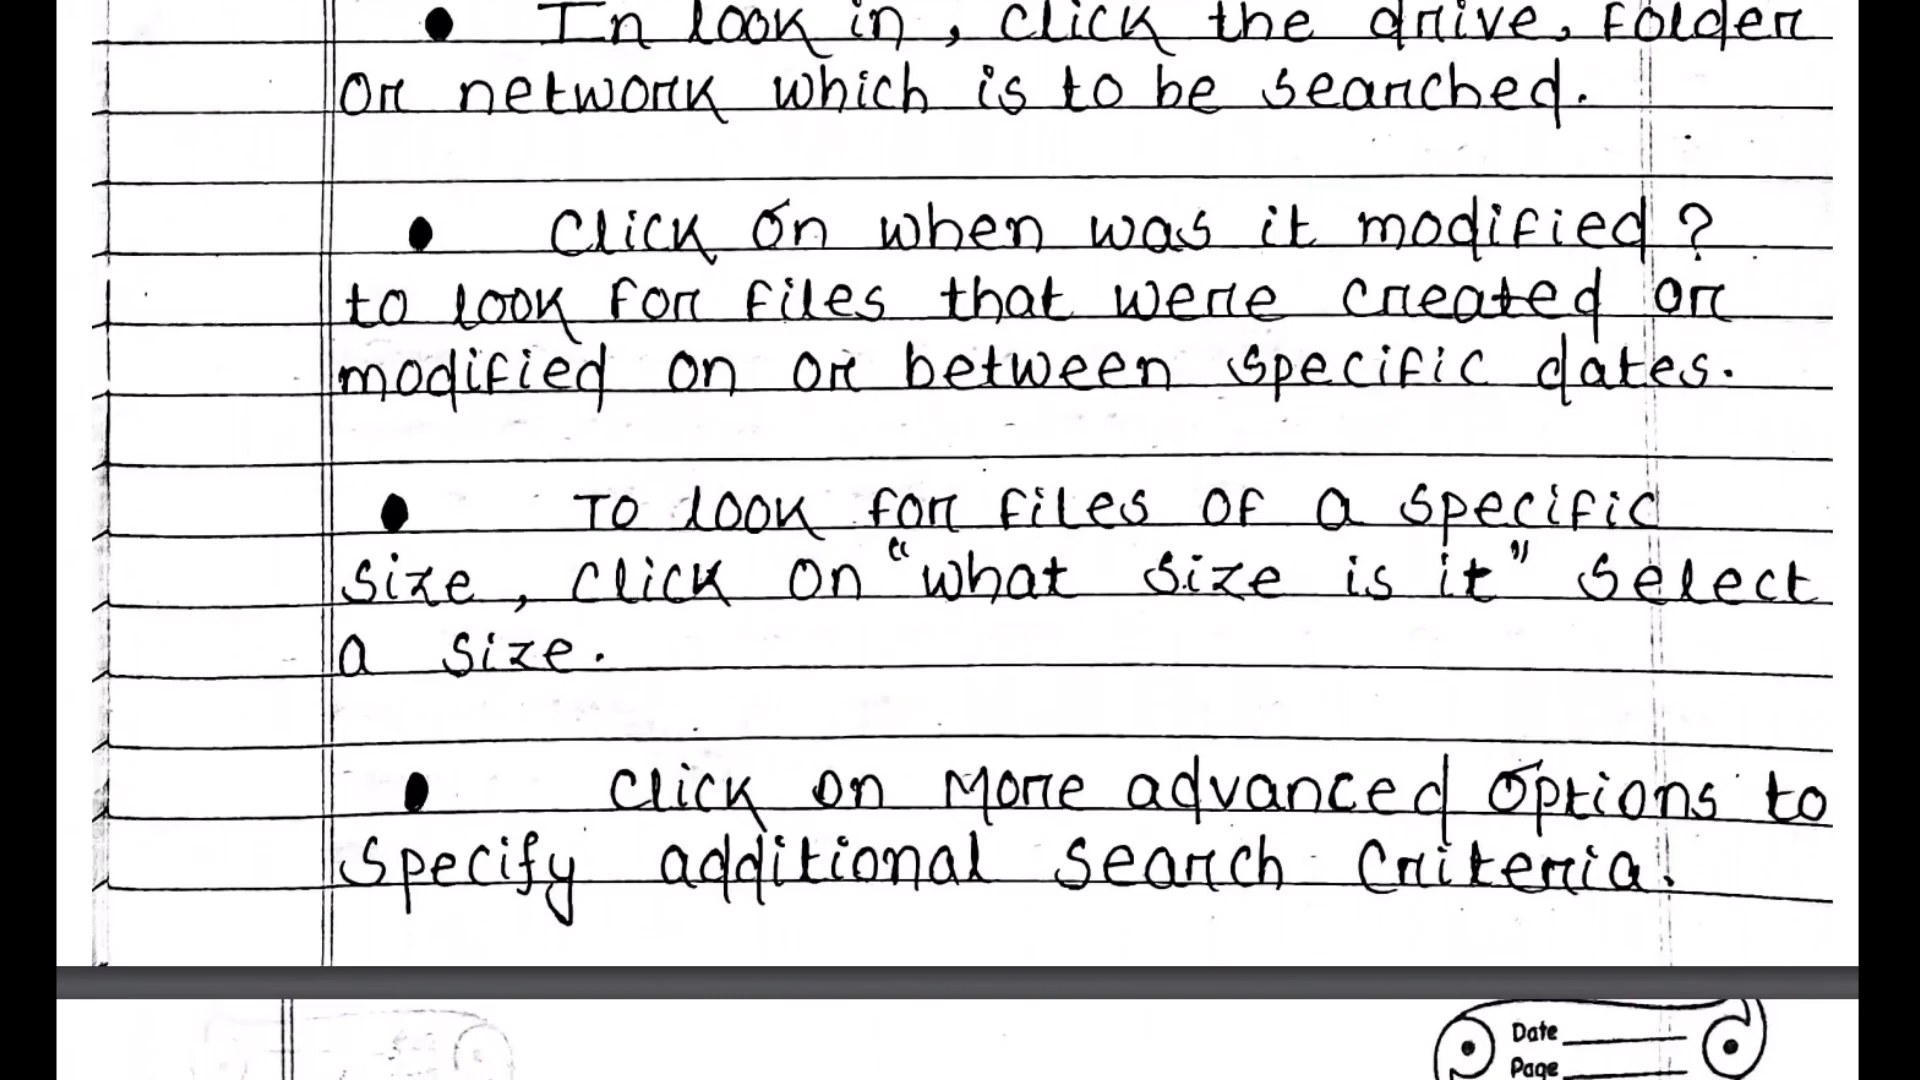 • In look in, click the drive, folder
or network which is to be searched.
• Click on when was it modified?
to look for files that were created or
modified on or between specific dates.
• To look for files of a specific
size, click on "what size is it" select
a size.
• Click on More advanced options to
specify additional search criteria.
Date
Page